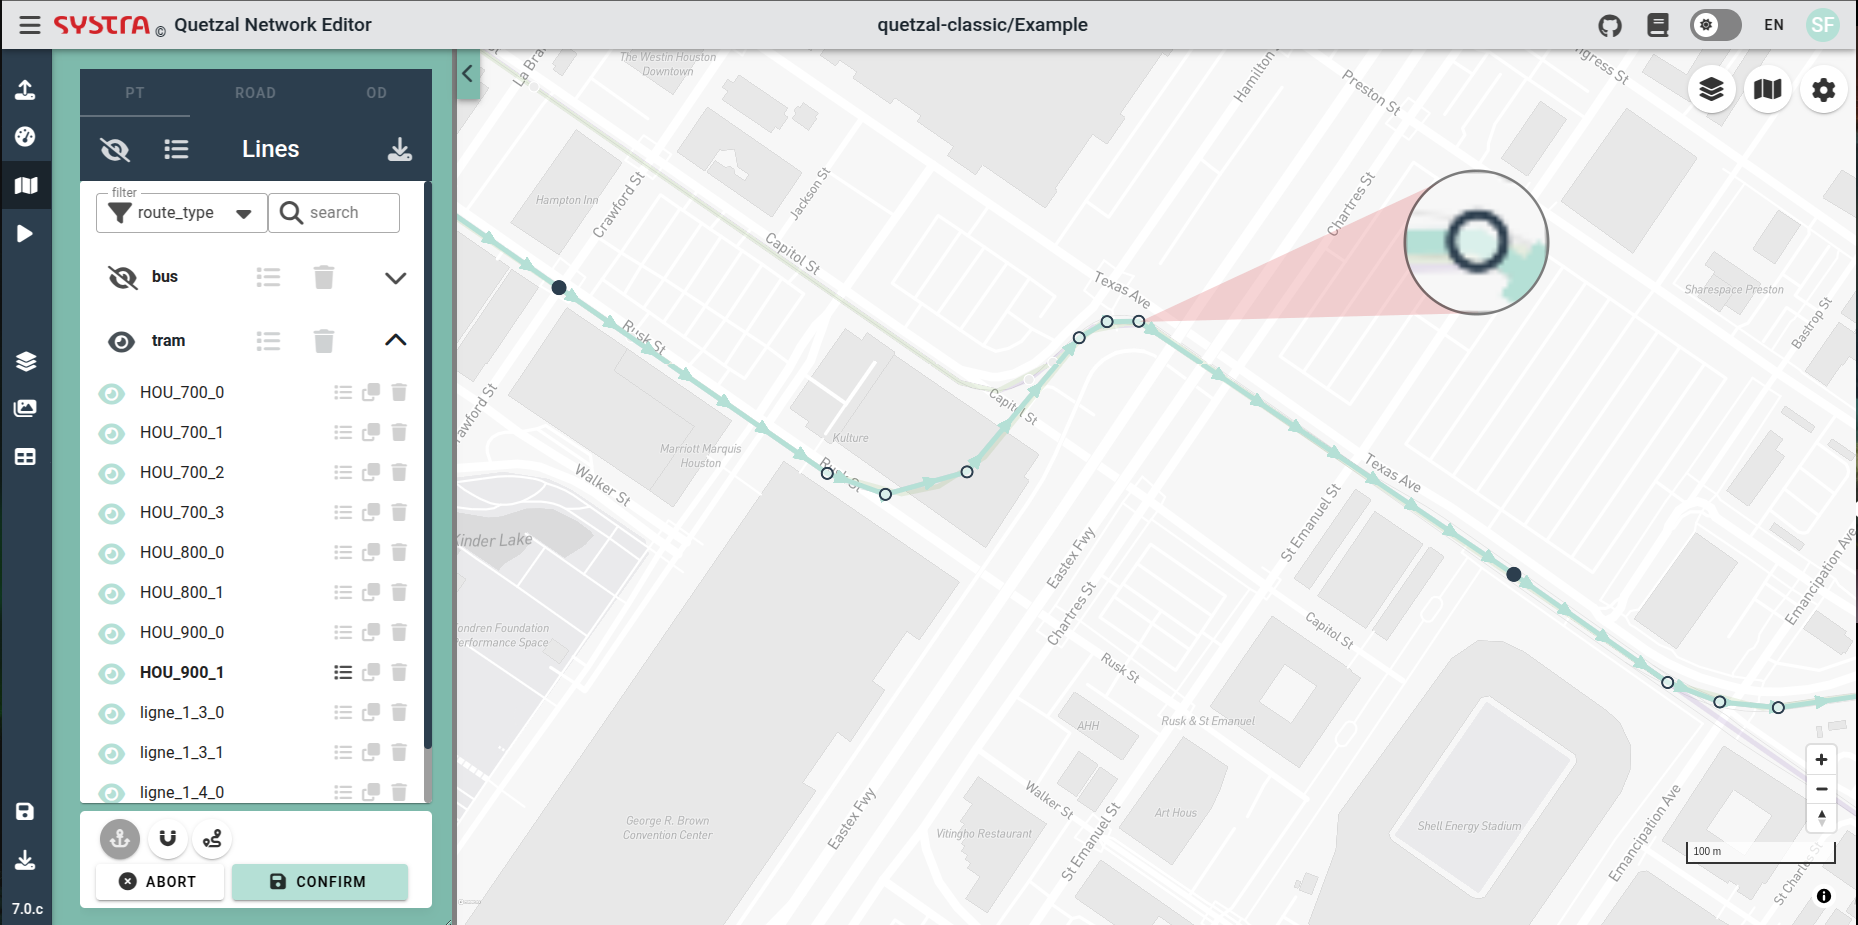 SYSTRA © Quetzal Network Editor
quetzal-classic/Example
EN
SF
PT ROAD OD
Lines
filter
route_type
search
bus
tram
HOU_700_0
HOU_700_1
HOU_700_2
HOU_700_3
HOU_800_0
HOU_800_1
HOU_900_0
HOU_900_1
ligne_1_3_0
ligne_1_3_1
ligne_1_4_0
ABORT
CONFIRM
7.0.c
La Bra
The Westin Houston
Downtown
Hamilton
Preston St
ngress St
Hampton Inn
Crawford St
Jackson St
Capitol St
Chartres St
Texas Ave
Sharespace Preston
Bastrop St
Rusk St
rawford St
Capitol St
Kulture
Marriott Marquis
Houston
Rusk St
Walker St
Texas Ave
Kinder Lake
St Emanuel St
Eastex Fwy
Emancipation Ave
Chartres St
ondren Foundation
erformance Space
Capitol St
Rusk St
AHH
Rusk & St Emanuel
George R. Brown
Convention Center
Eastex Fwy
Walker St
Vitingho Restaurant
St Emanuel St
Art Hous
Shell Energy Stadium
Emancipation Ave
St Charles St
100 m